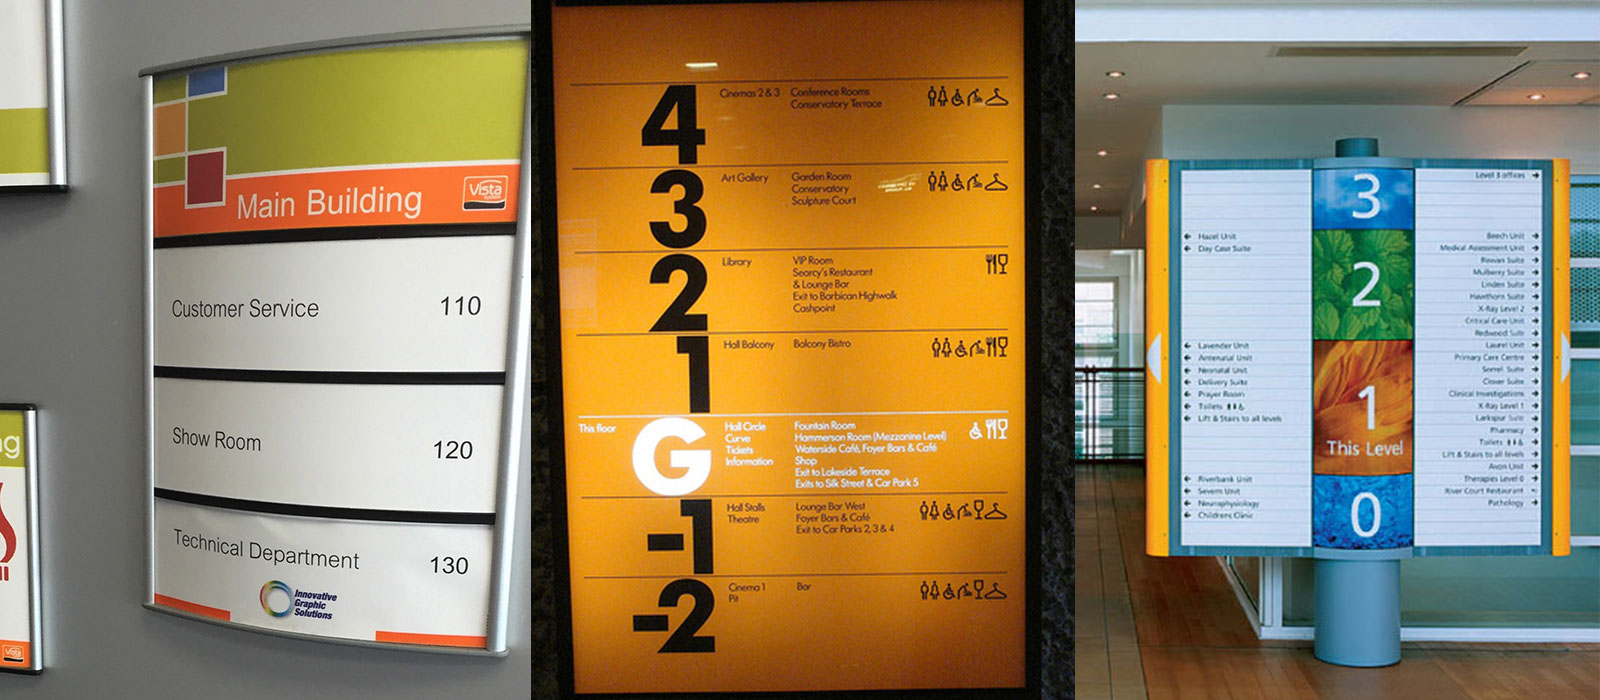 ng
Vista
Main Building
Vista
Customer Service 110
Show Room 120
Technical Department 130
Innovative
Graphic
Solutions
4 Cinemas 2 & 3 Conference Rooms
Conservatory Terrace
3 Art Gallery Garden Room
Conservatory
Sculpture Court
2 Library VIP Room
Searcy's Restaurant
& Lounge Bar
Exit to Barbican Highwalk
Cashpoint
1 Hall Balcony Balcony Bistro
This floor G Hall Circle Fountain Room
Curve Hammerson Room (Mezzanine Level)
Tickets Waterside Café, Foyer Bars & Café
Information Shop
Exit to Lakeside Terrace
Exits to Silk Street & Car Park 5
-1 Hall Stalls Lounge Bar West
Theatre Foyer Bars & Café
Exit to Car Parks 2, 3 & 4
-2 Cinema 1 Bar
Pit
3
Level 3 offices →
2
← Hazel Unit
← Day Case Suite
Beech Unit →
Medical Assessment Unit →
Rowan Suite →
Mulberry Suite →
Linden Suite →
Hawthorn Suite →
X-Ray Level 2 →
Critical Care Unit →
Redwood Suite →
1
This Level
← Lavender Unit
← Antenatal Unit
← Neonatal Unit
← Delivery Suite
← Prayer Room
← Toilets
← Lift & Stairs to all levels
Laurel Unit →
Primary Care Centre →
Sorrel Suite →
Clover Suite →
Clinical Investigations →
X-Ray Level 1 →
Larkspur Suite →
Pharmacy →
Toilets →
Lift & Stairs to all levels →
0
← Riverbank Unit
← Severn Unit
← Neurophysiology
← Childrens Clinic
Avon Unit →
Therapies Level 0 →
River Court Restaurant
Pathology →